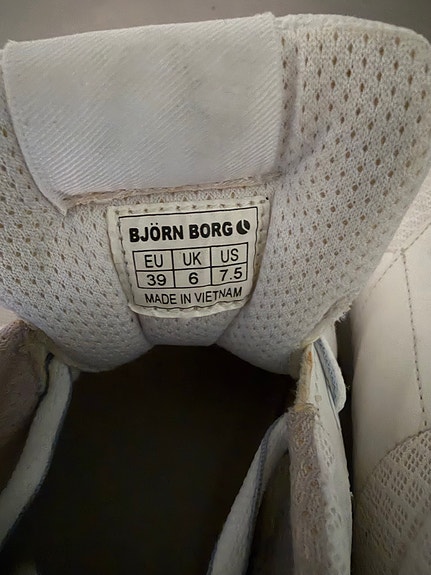 BJÖRN BORG
EU UK US
39 6 7.5
MADE IN VIETNAM